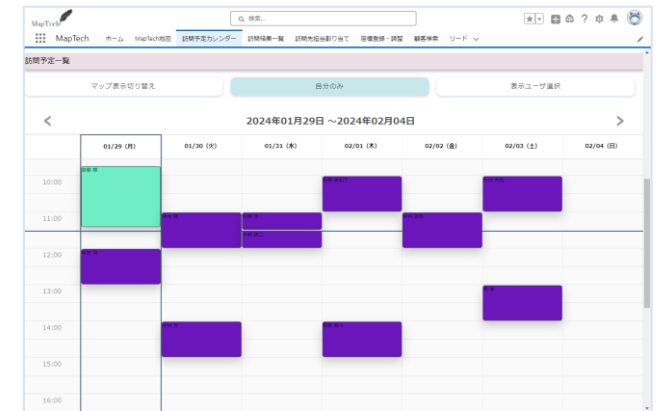 MapTech
検索...
MapTech ホーム MapTech地図 訪問予定カレンダー 訪問結果一覧 訪問先担当割り当て 座標登録・調整 顧客検索 リード
訪問予定一覧
マップ表示切り替え 自分のみ 表示ユーザ選択
2024年01月29日 ～2024年02月04日
01/29 (月) 01/30 (火) 01/31 (水) 02/01 (木) 02/02 (金) 02/03 (土) 02/04 (日)
10:00
11:00
12:00
13:00
14:00
15:00
16:00